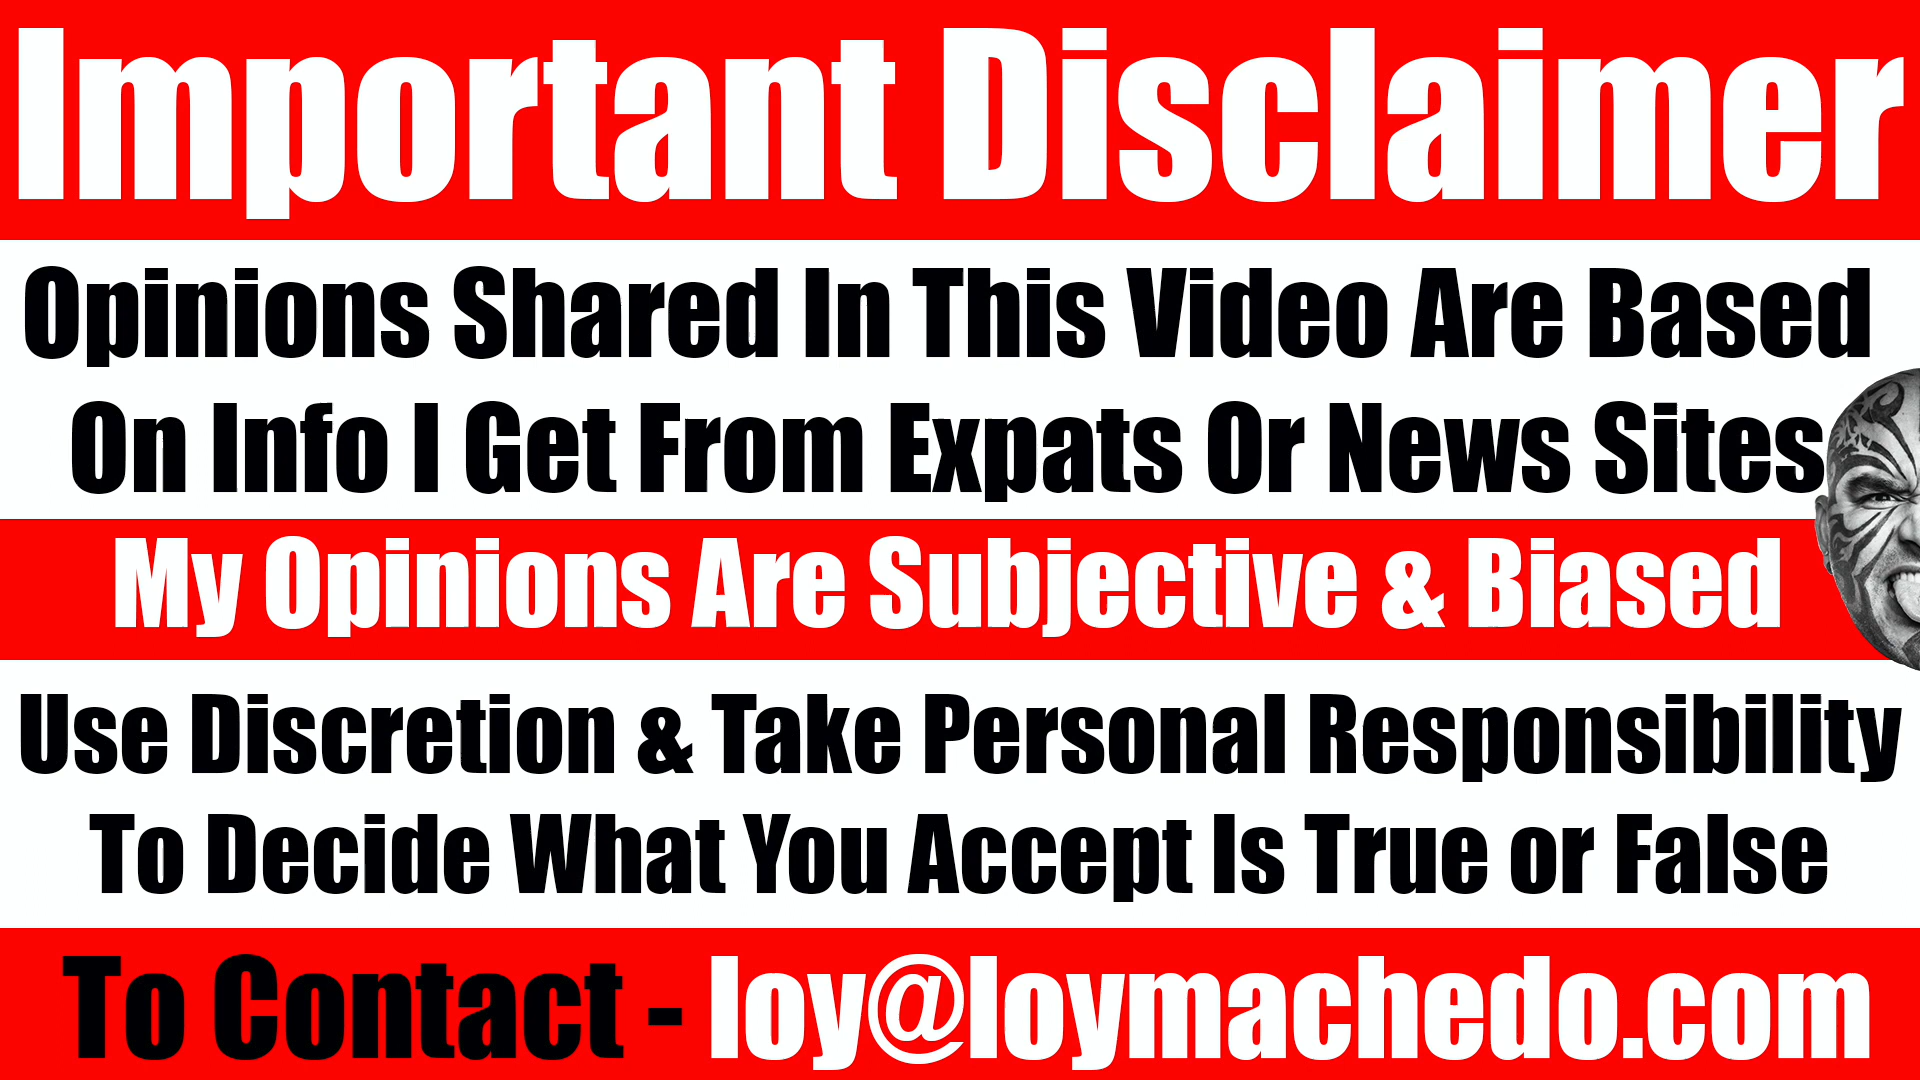 Important Disclaimer
Opinions Shared In This Video Are Based
On Info I Get From Expats Or News Sites
My Opinions Are Subjective & Biased
Use Discretion & Take Personal Responsibility
To Decide What You Accept Is True or False
To Contact - loy@loymachedo.com